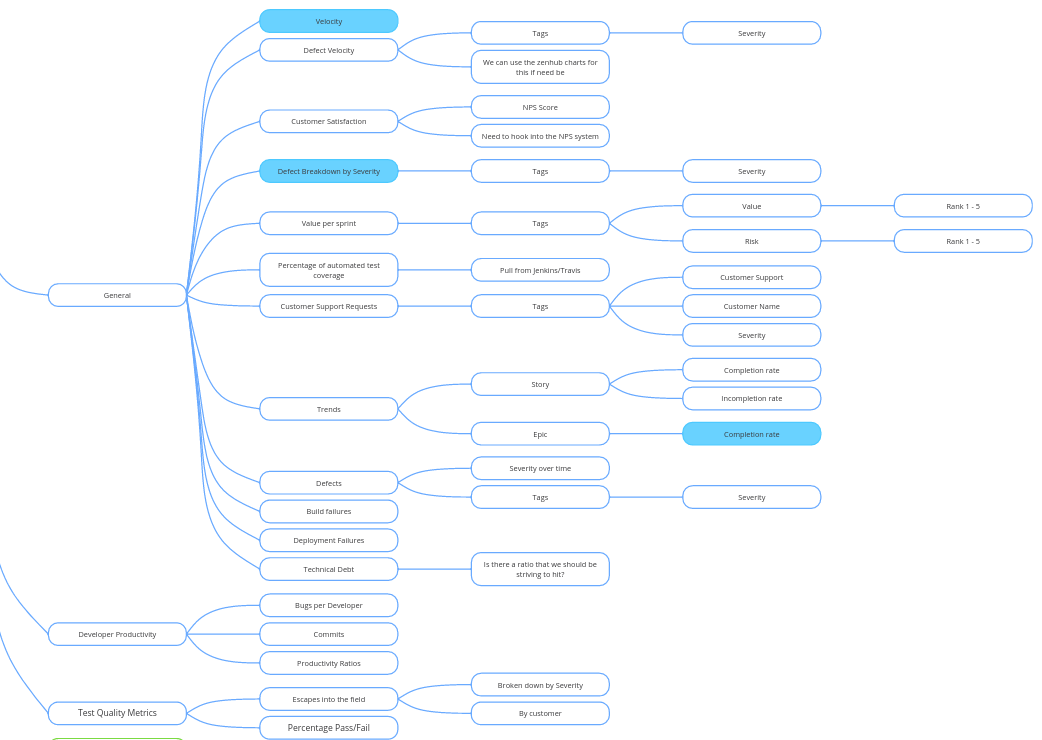 Velocity
Defect Velocity
Tags
Severity
We can use the zenhub charts for
this if need be
Customer Satisfaction
NPS Score
Need to hook into the NPS system
Defect Breakdown by Severity
Tags
Severity
Value per sprint
Tags
Value
Rank 1 - 5
Risk
Rank 1 - 5
Percentage of automated test
coverage
Pull from Jenkins/Travis
General
Customer Support Requests
Tags
Customer Support
Customer Name
Severity
Trends
Story
Completion rate
Incompletion rate
Epic
Completion rate
Defects
Severity over time
Tags
Severity
Build failures
Deployment Failures
Technical Debt
Is there a ratio that we should be
striving to hit?
Developer Productivity
Bugs per Developer
Commits
Productivity Ratios
Test Quality Metrics
Escapes into the field
Broken down by Severity
By customer
Percentage Pass/Fail